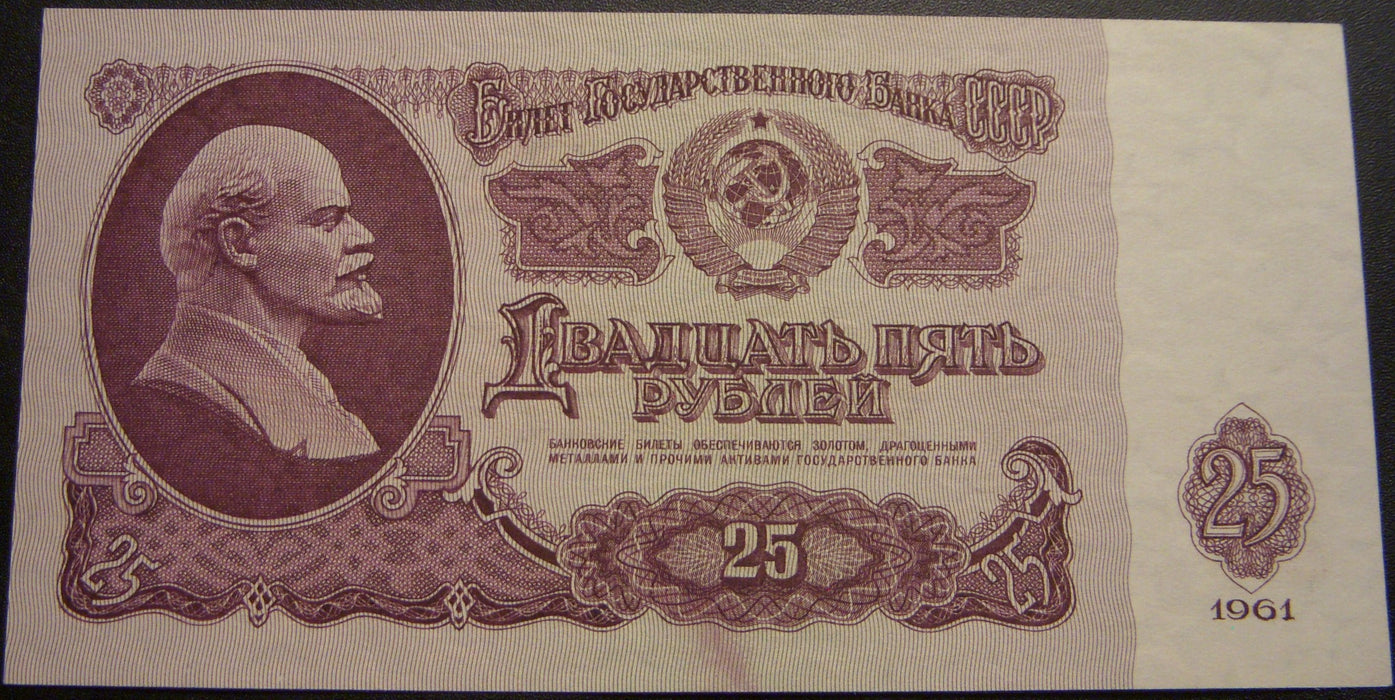 Билет Государственного Банка СССР
Двадцать пять
рублей
БАНКОВСКИЕ БИЛЕТЫ ОБЕСПЕЧИВАЮТСЯ ЗОЛОТОМ, ДРАГОЦЕННЫМИ
МЕТАЛЛАМИ И ПРОЧИМИ АКТИВАМИ ГОСУДАРСТВЕННОГО БАНКА
25
25
25
25
1961